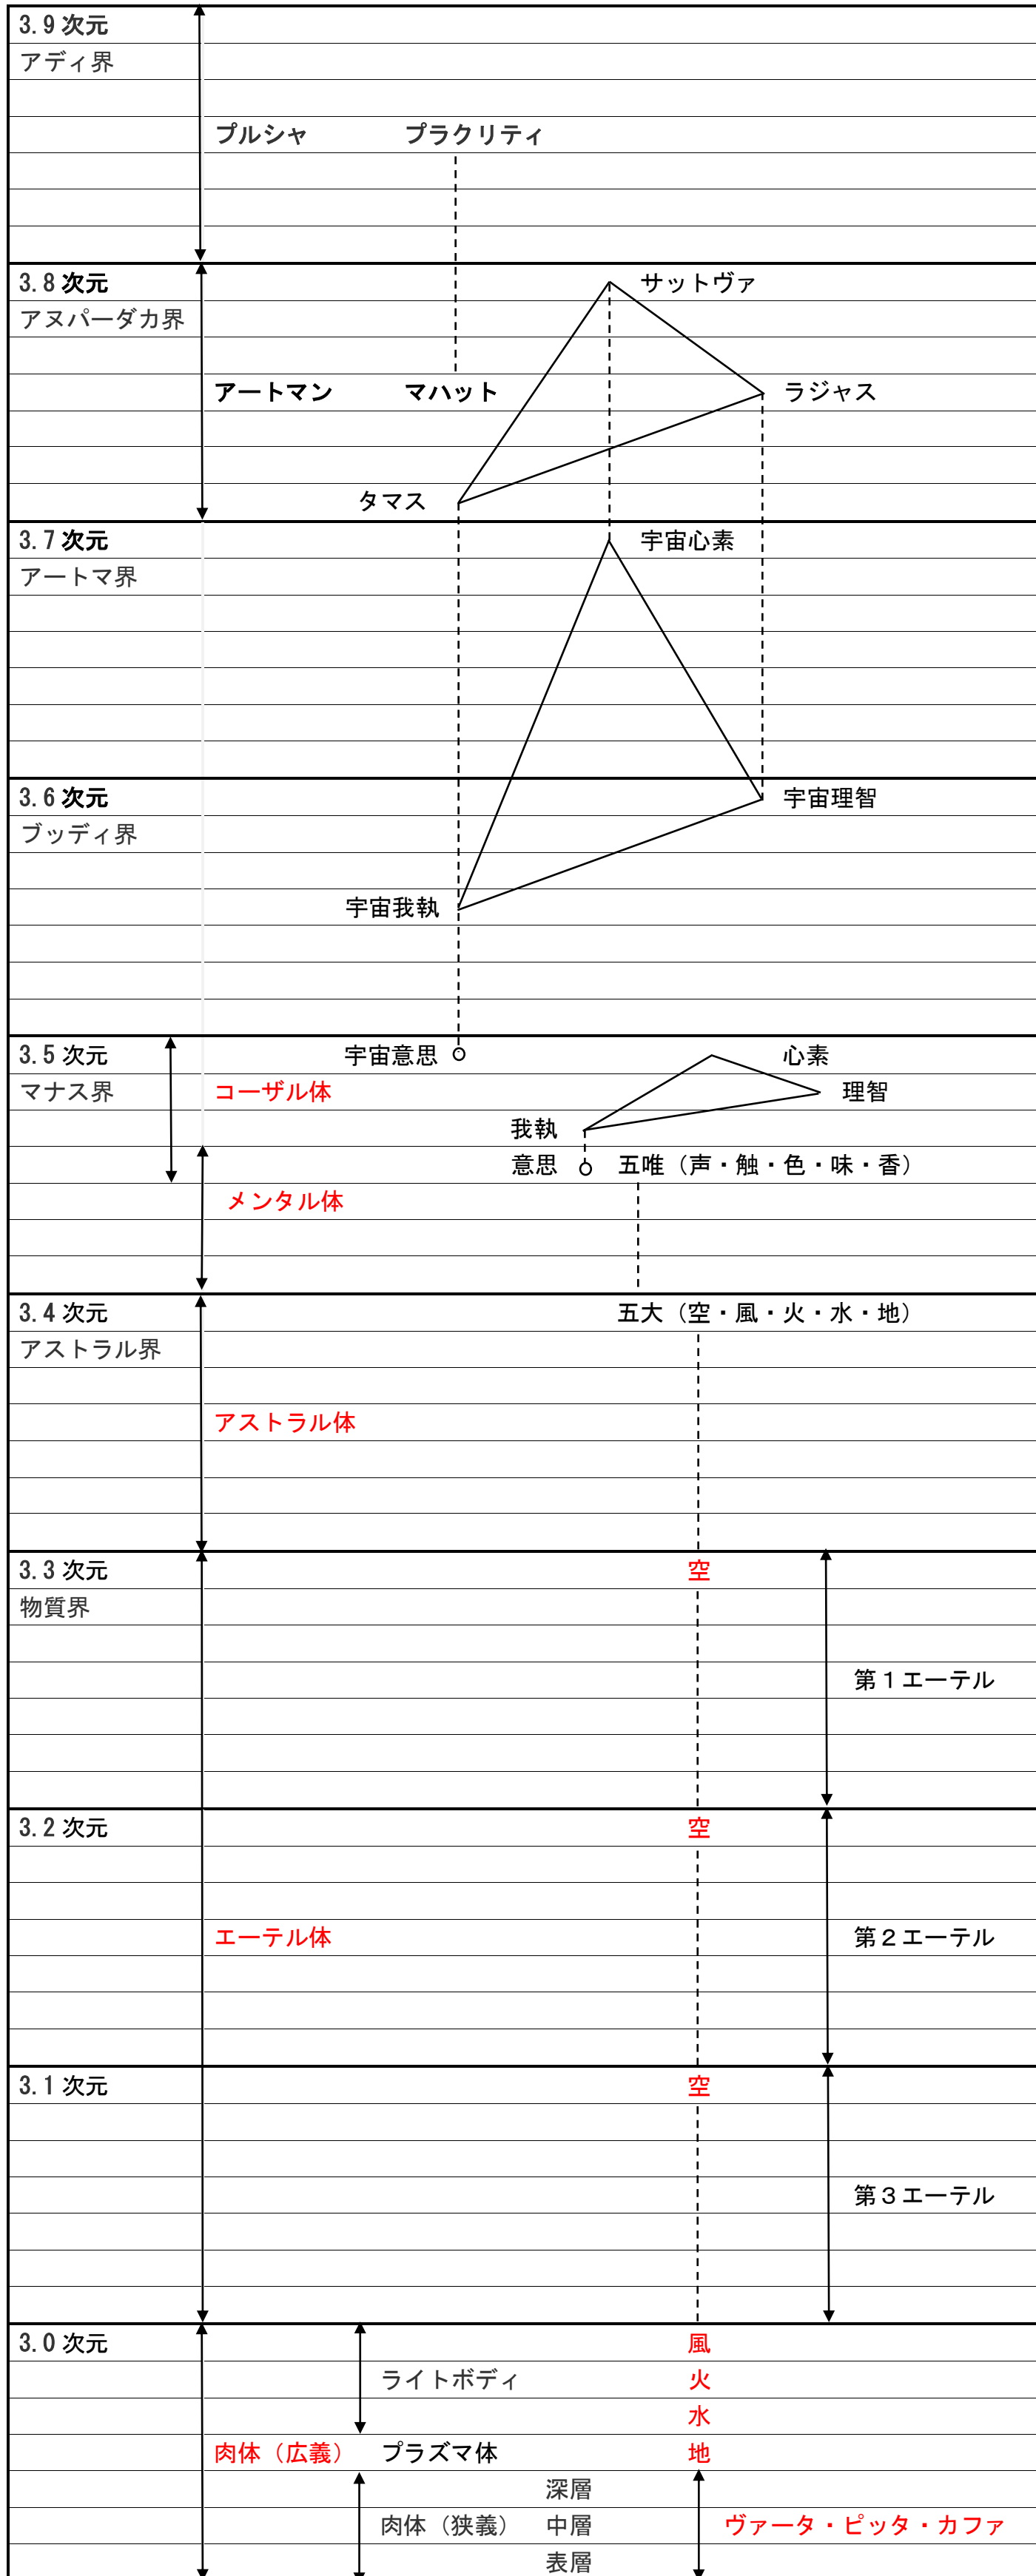 3.9次元
アディ界
プルシャ プラクリティ
3.8次元 サットヴァ
アヌパーダカ界
アートマン マハット ラジャス
タマス
3.7次元 宇宙心素
アートマ界
3.6次元 宇宙理智
ブッディ界
宇宙我執
3.5次元 宇宙意思 心素
マナス界 コーザル体 理智
我執
意思 五唯（声・触・色・味・香）
メンタル体
3.4次元 五大（空・風・火・水・地）
アストラル界
アストラル体
3.3次元 空
物質界
第１エーテル
3.2次元 空
エーテル体 第２エーテル
3.1次元 空
第３エーテル
3.0次元 風
ライトボディ 火
水
肉体（広義） プラズマ体 地
深層
肉体（狭義） 中層 ヴァータ・ピッタ・カファ
表層